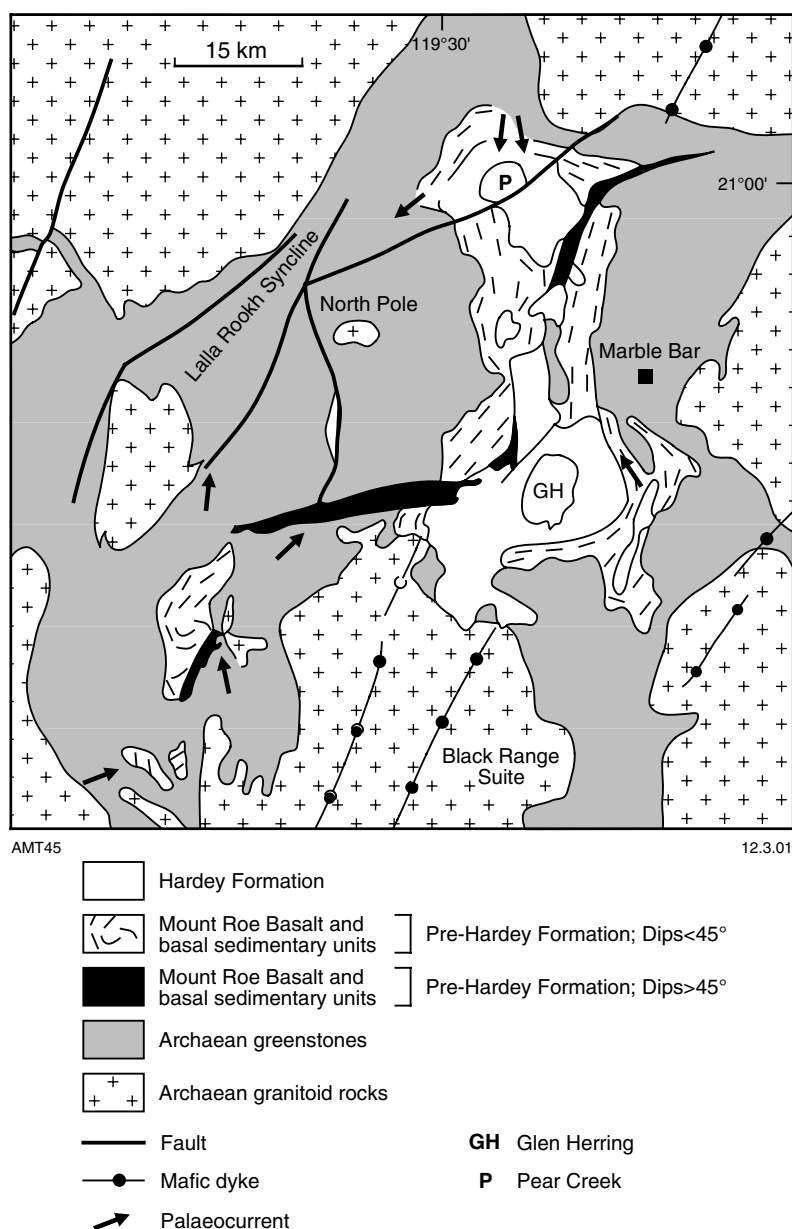 119°30'
15 km
P
21°00'
Lalla Rookh Syncline
North Pole
Marble Bar
GH
Black Range
Suite
AMT45
12.3.01
Hardey Formation
Mount Roe Basalt and
basal sedimentary units
Pre-Hardey Formation; Dips<45°
Mount Roe Basalt and
basal sedimentary units
Pre-Hardey Formation; Dips>45°
Archaean greenstones
Archaean granitoid rocks
Fault
GH Glen Herring
Mafic dyke
P Pear Creek
Palaeocurrent